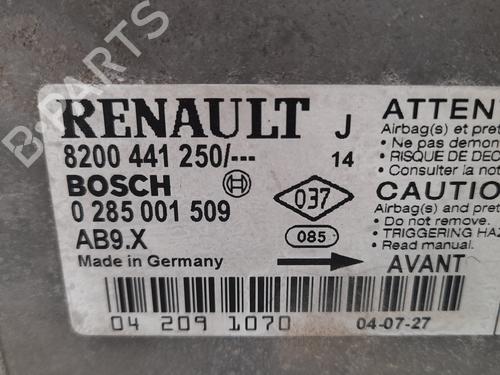 RENAULT J
8200 441 250/--- 14
BOSCH
0 285 001 509
AB9.X
Made in Germany
037
085
AVANT
04 2091 1070
04-07-27
ATTEN
Airbag(s) et pret
• Ne pas demon
• RISQUE DE DEC
• Consulter la not
CAUTIO
Airbag(s) and pret
• Do not remove.
• TRIGGERING HAZ
• Read manual.
B-PARTS